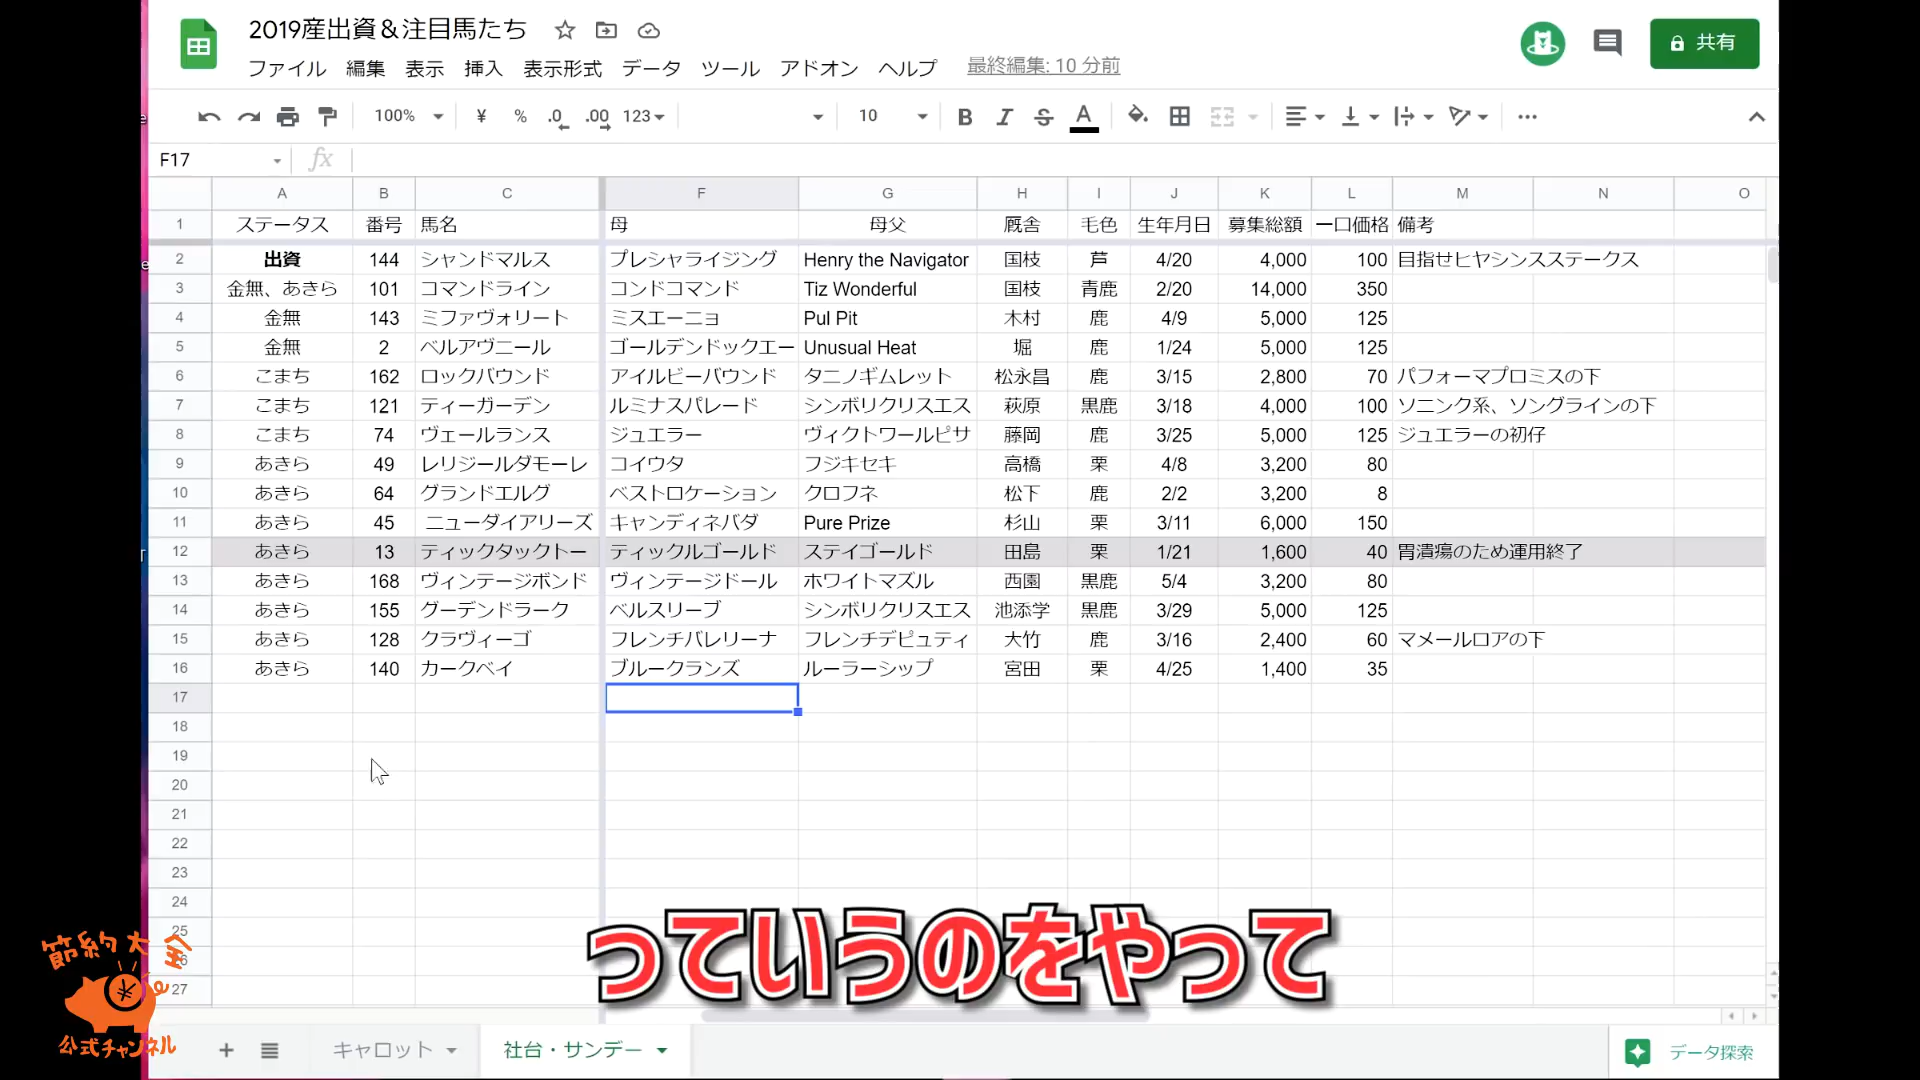 2019産出資＆注目馬たち
ファイル 編集 表示 挿入 表示形式 データ ツール アドオン ヘルプ 最終編集: 10 分前
共有
100% ¥ % .0 .00 123 10 B I S A
F17 fx
A B C F G H I J K L M N O
1 ステータス 番号 馬名 母 母父 厩舎 毛色 生年月日 募集総額 一口価格 備考
2 出資 144 シャンドマルス プレシャライジング Henry the Navigator 国枝 芦 4/20 4,000 100 目指せヒヤシンスステークス
3 金無、あきら 101 コマンドライン コンドコマンド Tiz Wonderful 国枝 青鹿 2/20 14,000 350
4 金無 143 ミファヴォリート ミスエーニョ Pul Pit 木村 鹿 4/9 5,000 125
5 金無 2 ベルアヴニール ゴールデンドックエー Unusual Heat 堀 鹿 1/24 5,000 125
6 こまち 162 ロックバウンド アイルビーバウンド タニノギムレット 松永昌 鹿 3/15 2,800 70 パフォーマプロミスの下
7 こまち 121 ティーガーデン ルミナスパレード シンボリクリスエス 萩原 黒鹿 3/18 4,000 100 ソニンク系、ソングラインの下
8 こまち 74 ヴェールランス ジュエラー ヴィクトワールピサ 藤岡 鹿 3/25 5,000 125 ジュエラーの初仔
9 あきら 49 レリジールダモーレ コイウタ フジキセキ 高橋 栗 4/8 3,200 80
10 あきら 64 グランドエルグ ベストロケーション クロフネ 松下 鹿 2/2 3,200 8
11 あきら 45 ニューダイアリーズ キャンディネバダ Pure Prize 杉山 栗 3/11 6,000 150
12 あきら 13 ティックタックトー ティックルゴールド ステイゴールド 田島 栗 1/21 1,600 40 胃潰瘍のため運用終了
13 あきら 168 ヴィンテージボンド ヴィンテージドール ホワイトマズル 西園 黒鹿 5/4 3,200 80
14 あきら 155 グーデンドラーク ベルスリーブ シンボリクリスエス 池添学 黒鹿 3/29 5,000 125
15 あきら 128 クラヴィーゴ フレンチバレリーナ フレンチデピュティ 大竹 鹿 3/16 2,400 60 マメールロアの下
16 あきら 140 カークベイ ブルークランズ ルーラーシップ 宮田 栗 4/25 1,400 35
17
18
19
20
21
22
23
24
25
27
っていうのをやって
節約大全
公式チャンネル
キャロット 社台・サンデー データ探索